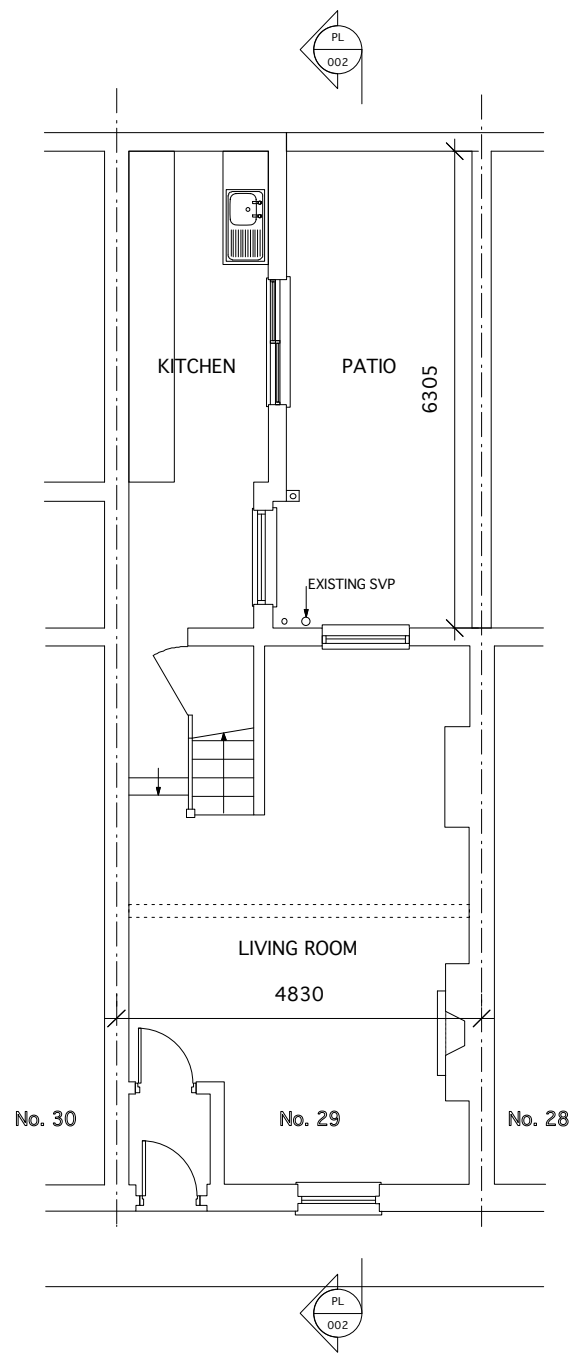 PL
002
KITCHEN
PATIO
6305
EXISTING SVP
LIVING ROOM
4830
No. 30
No. 29
No. 28
PL
002